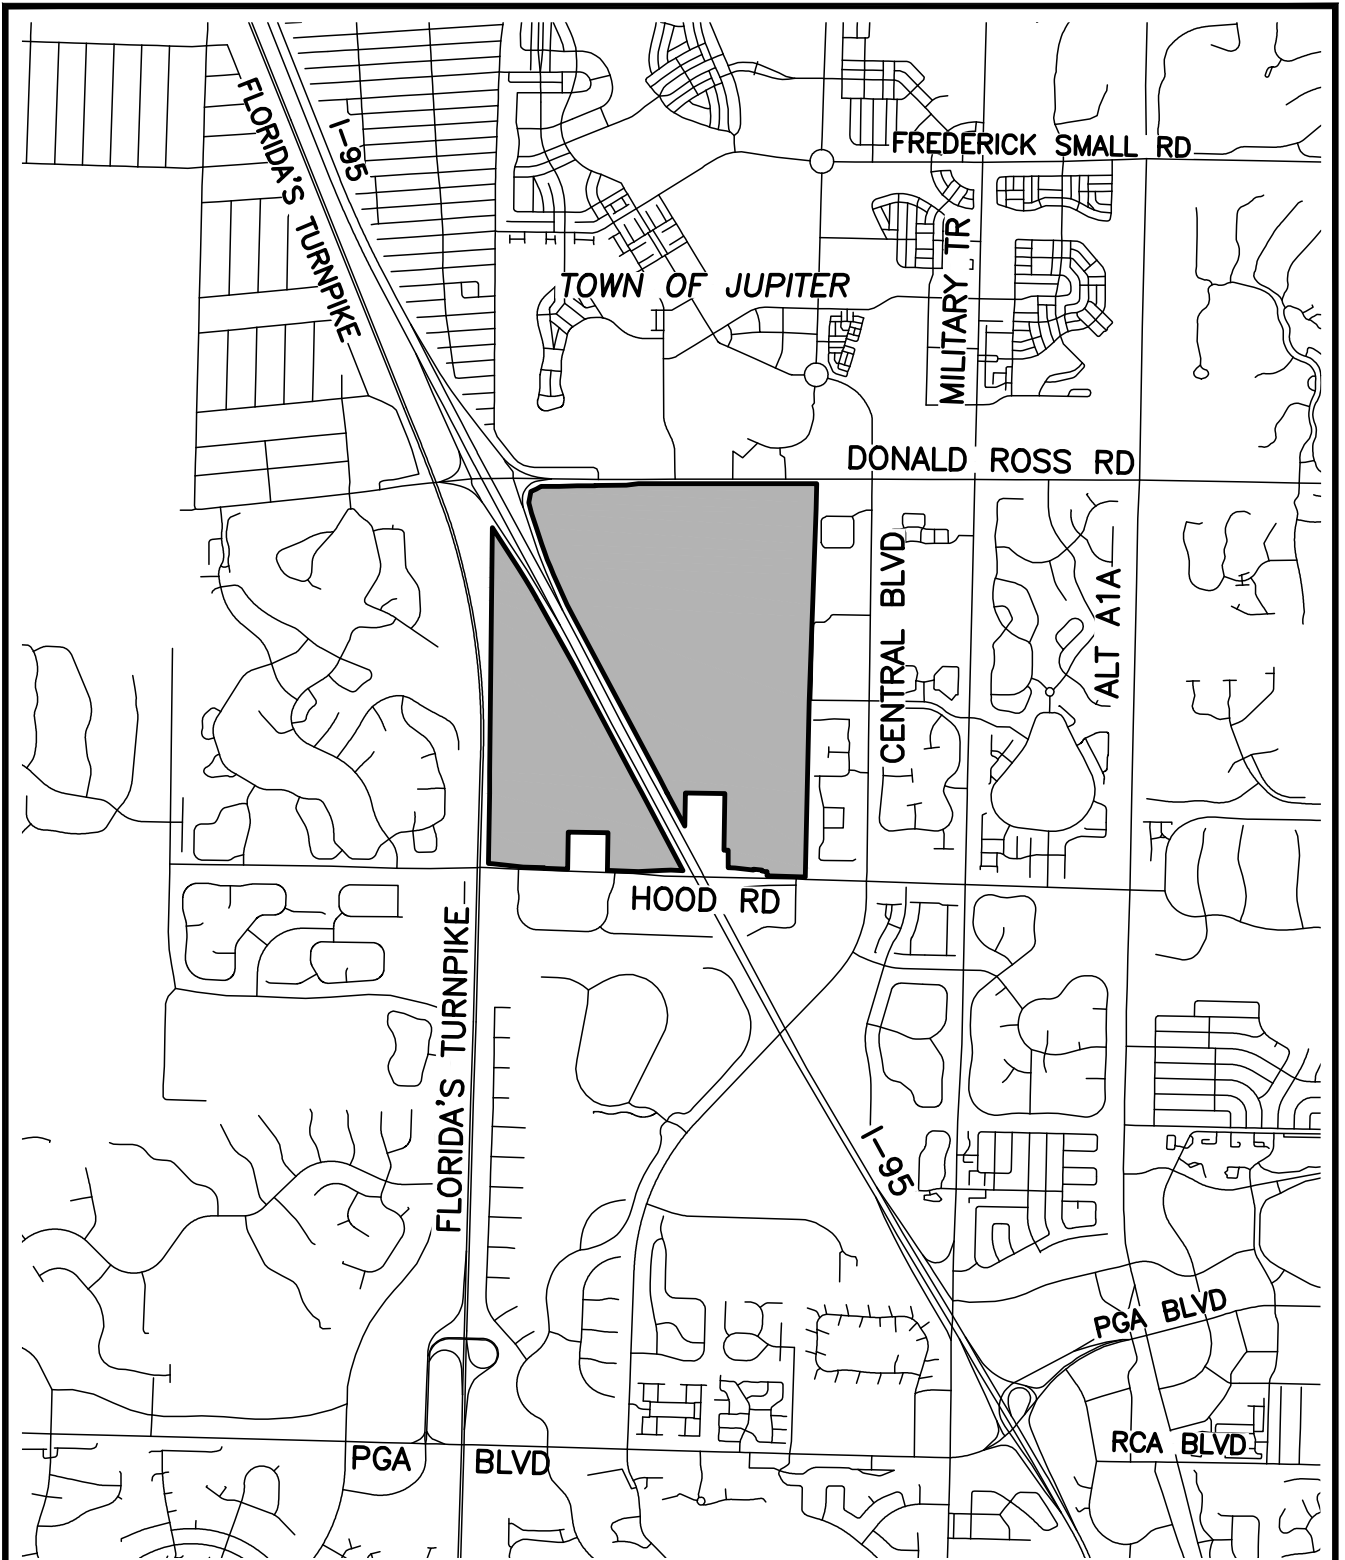 FLORIDA'S TURNPIKE
I-95
FREDERICK SMALL RD
MILITARY TR
TOWN OF JUPITER
DONALD ROSS RD
CENTRAL BLVD
ALT A1A
HOOD RD
FLORIDA'S TURNPIKE
I-95
PGA BLVD
RCA BLVD
PGA BLVD